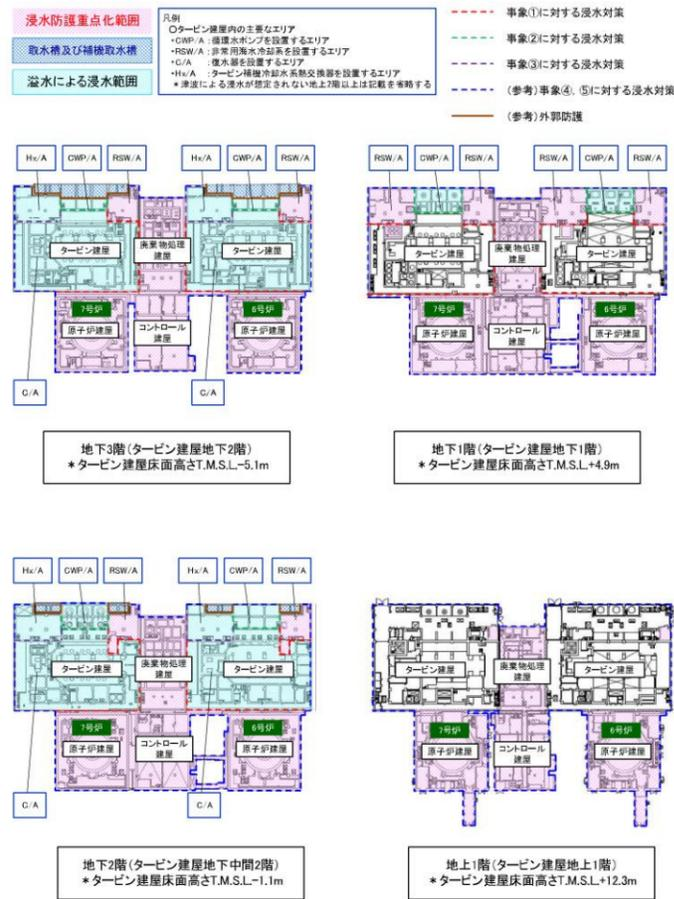 浸水防護重点化範囲
取水槽及び補機取水槽
溢水による浸水範囲
凡例
〇タービン建屋内の主要なエリア
・CWP/A :循環水ポンプを設置するエリア
・RSW/A :非常用海水冷却系を設置するエリア
・C/A :復水器を設置するエリア
・Hx/A :タービン補機冷却水系熱交換器を設置するエリア
*津波による浸水が想定されない地上2階以上は記載を省略する
事象①に対する浸水対策
事象②に対する浸水対策
事象③に対する浸水対策
(参考)事象④,⑤に対する浸水対策
(参考)外郭防護
Hx/A CWP/A RSW/A Hx/A CWP/A RSW/A
タービン建屋 廃棄物処理建屋 タービン建屋
7号炉 6号炉
原子炉建屋 コントロール建屋 原子炉建屋
C/A C/A
地下3階(タービン建屋地下2階)
*タービン建屋床面高さT.M.S.L.-5.1m
RSW/A CWP/A RSW/A RSW/A CWP/A RSW/A
タービン建屋 廃棄物処理建屋 タービン建屋
7号炉 6号炉
原子炉建屋 コントロール建屋 原子炉建屋
地下1階(タービン建屋地下1階)
*タービン建屋床面高さT.M.S.L.+4.9m
Hx/A CWP/A RSW/A Hx/A CWP/A RSW/A
タービン建屋 廃棄物処理建屋 タービン建屋
7号炉 6号炉
原子炉建屋 コントロール建屋 原子炉建屋
C/A C/A
地下2階(タービン建屋地下中間2階)
*タービン建屋床面高さT.M.S.L.-1.1m
タービン建屋 廃棄物処理建屋 タービン建屋
7号炉 6号炉
原子炉建屋 コントロール建屋 原子炉建屋
地上1階(タービン建屋地上1階)
*タービン建屋床面高さT.M.S.L.+12.3m